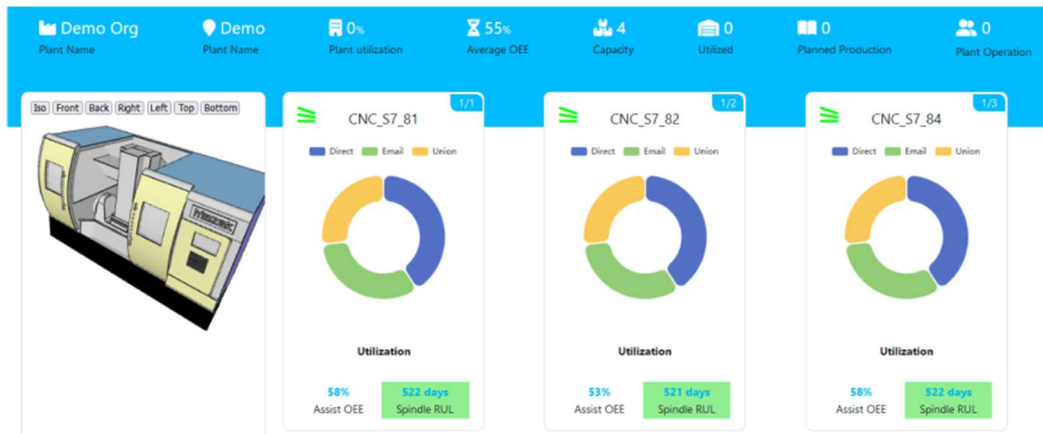 Demo Org
Plant Name
Demo
Plant Name
0%
Plant utilization
55%
Average OEE
4
Capacity
0
Utilized
0
Planned Production
0
Plant Operation
Iso Front Back Right Left Top Bottom
1/1
CNC_S7_81
Direct Email Union
Utilization
58% 522 days
Assist OEE Spindle RUL
1/2
CNC_S7_82
Direct Email Union
Utilization
53% 521 days
Assist OEE Spindle RUL
1/3
CNC_S7_84
Direct Email Union
Utilization
58% 522 days
Assist OEE Spindle RUL